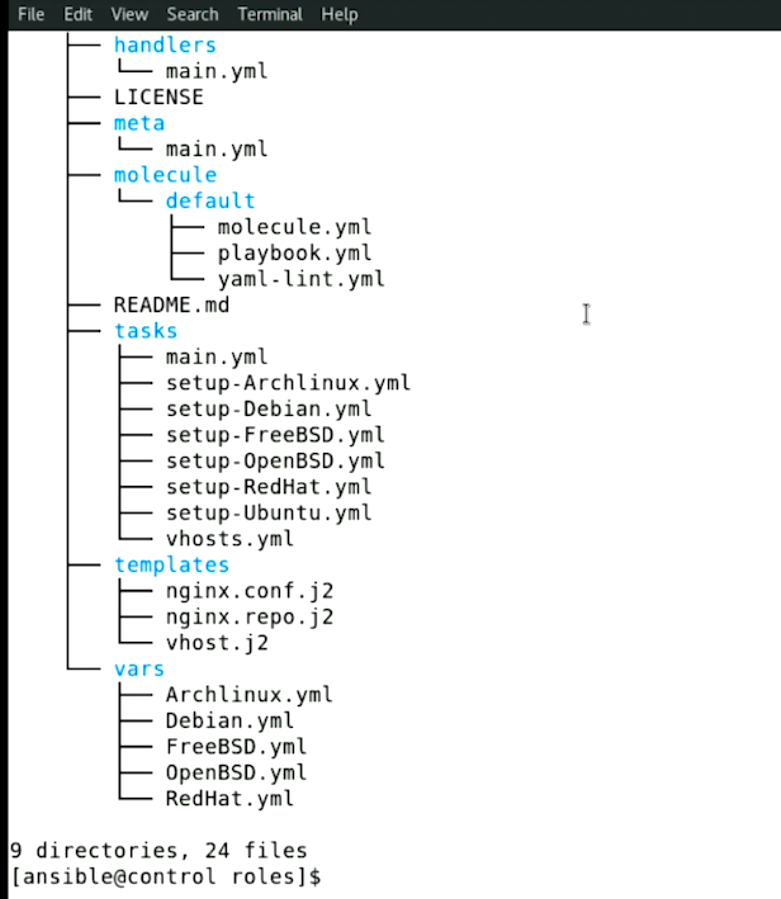 File Edit View Search Terminal Help
├── handlers
│   └── main.yml
├── LICENSE
├── meta
│   └── main.yml
├── molecule
│   └── default
│       ├── molecule.yml
│       ├── playbook.yml
│       └── yaml-lint.yml
├── README.md
├── tasks
│   ├── main.yml
│   ├── setup-Archlinux.yml
│   ├── setup-Debian.yml
│   ├── setup-FreeBSD.yml
│   ├── setup-OpenBSD.yml
│   ├── setup-RedHat.yml
│   ├── setup-Ubuntu.yml
│   └── vhosts.yml
├── templates
│   ├── nginx.conf.j2
│   ├── nginx.repo.j2
│   └── vhost.j2
└── vars
    ├── Archlinux.yml
    ├── Debian.yml
    ├── FreeBSD.yml
    ├── OpenBSD.yml
    └── RedHat.yml
9 directories, 24 files
[ansible@control roles]$